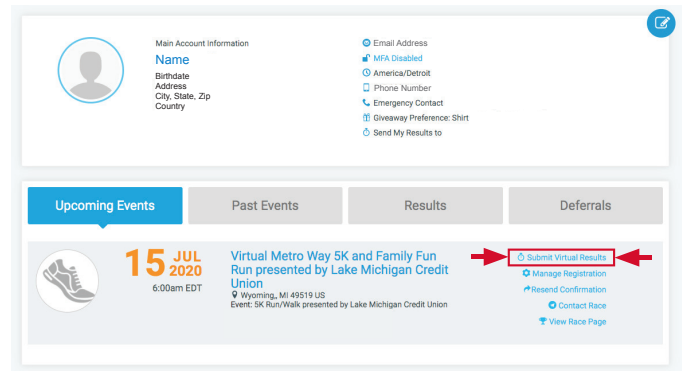 Main Account Information
Name
Birthdate
Address
City, State, Zip
Country
Email Address
MFA Disabled
America/Detroit
Phone Number
Emergency Contact
Giveaway Preference: Shirt
Send My Results to
Upcoming Events
Past Events
Results
Deferrals
15 JUL 2020
6:00am EDT
Virtual Metro Way 5K and Family Fun
Run presented by Lake Michigan Credit
Union
Wyoming,, MI 49519 US
Event: 5K Run/Walk presented by Lake Michigan Credit Union
Submit Virtual Results
Manage Registration
Resend Confirmation
Contact Race
View Race Page